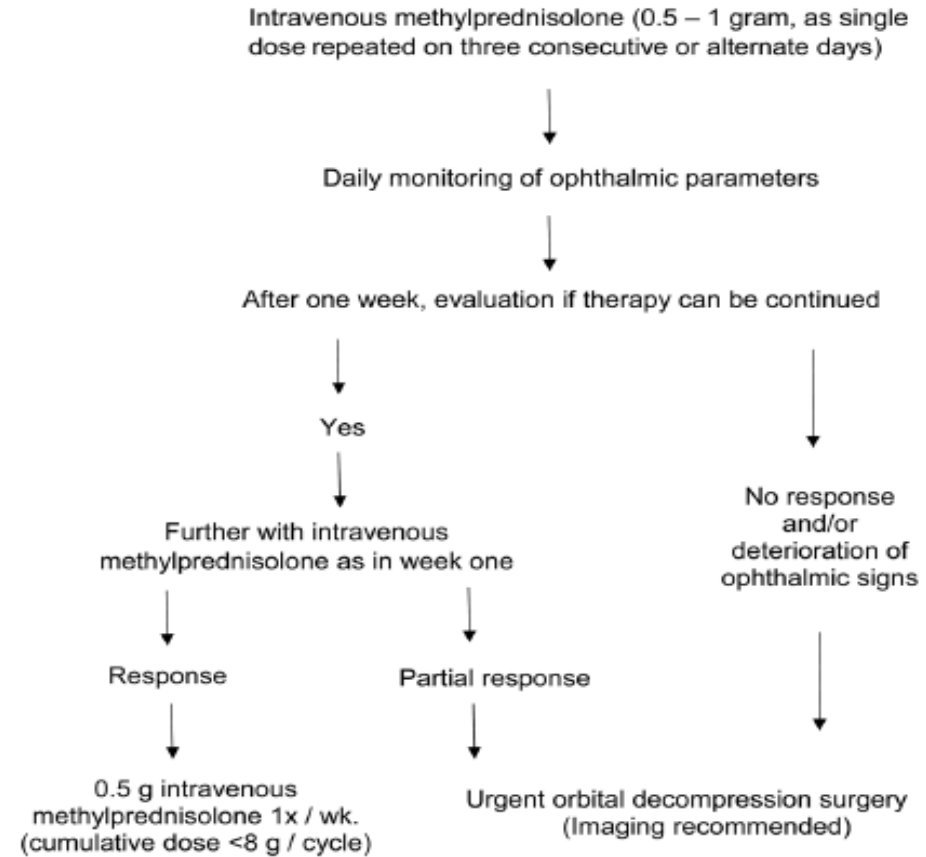 Intravenous methylprednisolone (0.5 – 1 gram, as single
dose repeated on three consecutive or alternate days)
Daily monitoring of ophthalmic parameters
After one week, evaluation if therapy can be continued
Yes
Further with intravenous
methylprednisolone as in week one
No response
and/or
deterioration of
ophthalmic signs
Response
Partial response
0.5 g intravenous
methylprednisolone 1x / wk.
(cumulative dose <8 g / cycle)
Urgent orbital decompression surgery
(Imaging recommended)